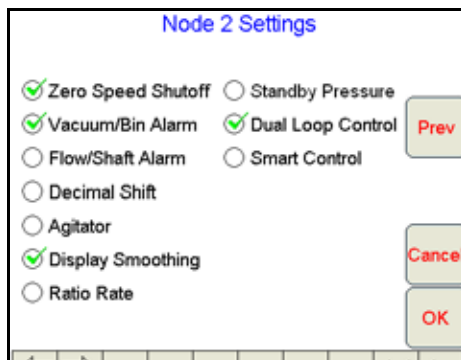 Node 2 Settings
Zero Speed Shutoff
Vacuum/Bin Alarm
Flow/Shaft Alarm
Decimal Shift
Agitator
Display Smoothing
Ratio Rate
Standby Pressure
Dual Loop Control
Smart Control
Prev
Cancel
OK